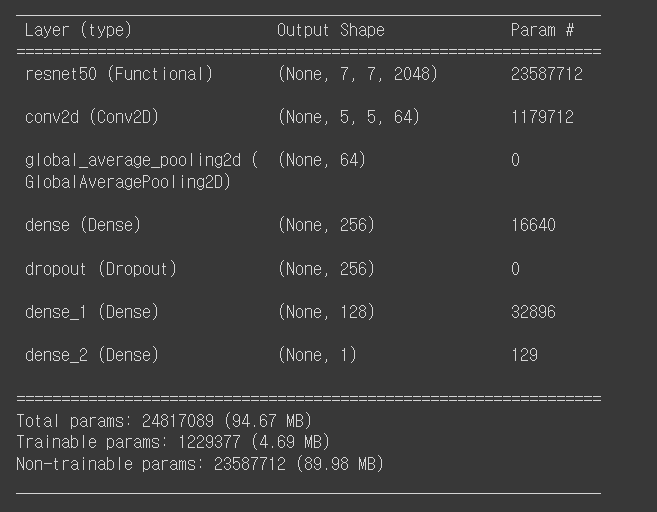 Layer (type) Output Shape Param #
resnet50 (Functional) (None, 7, 7, 2048) 23587712
conv2d (Conv2D) (None, 5, 5, 64) 1179712
global_average_pooling2d ( (None, 64) 0
GlobalAveragePooling2D)
dense (Dense) (None, 256) 16640
dropout (Dropout) (None, 256) 0
dense_1 (Dense) (None, 128) 32896
dense_2 (Dense) (None, 1) 129
Total params: 24817089 (94.67 MB)
Trainable params: 1229377 (4.69 MB)
Non-trainable params: 23587712 (89.98 MB)